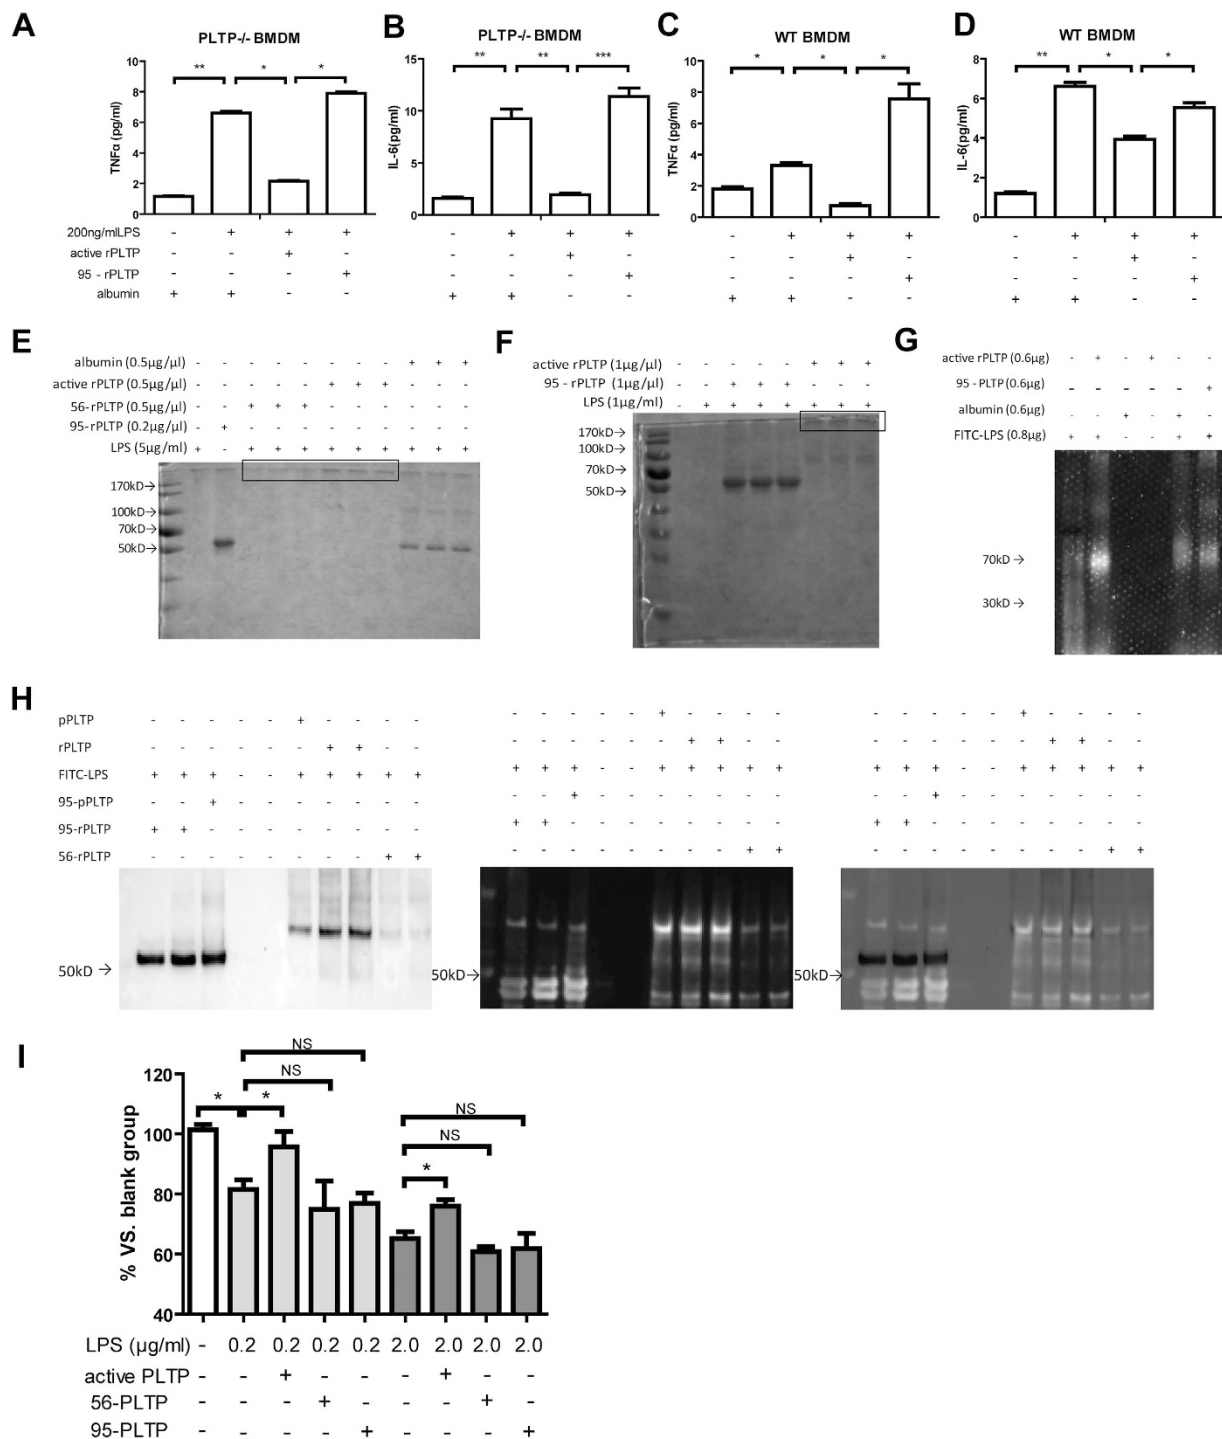 A
PLTP-/- BMDM
** * *
TNFα (pg/ml)
10
8
6
4
2
0
200ng/mlLPS - + + +
active rPLTP - - + -
95 - rPLTP - - - +
albumin + + - -
B
PLTP-/- BMDM
** ** ***
IL-6(pg/ml)
15
10
5
0
- + + +
- - + -
- - - +
+ + - -
C
WT BMDM
* * *
TNFα (pg/ml)
10
8
6
4
2
0
- + + +
- - + -
- - - +
+ + - -
D
WT BMDM
** * *
IL-6(pg/ml)
8
6
4
2
0
- + + +
- - + -
- - - +
+ + - -
E
albumin (0.5µg/µl) - - - - - - - - + + +
active rPLTP (0.5µg/µl) - - - - - + + + - - -
56-rPLTP (0.5µg/µl) - - + + + - - - - - -
95-rPLTP (0.2µg/µl) - + - - - - - - - - -
LPS (5µg/ml) + - + + + + + + + + +
170kD→
100kD→
70kD→
50kD→
F
active rPLTP (1µg/µl) - - - - - + + +
95 - rPLTP (1µg/µl) - - + + + - - -
LPS (1µg/ml) - + + + + + + +
170kD→
100kD→
70kD→
50kD→
G
active rPLTP (0.6µg) - + - + - -
95 - PLTP (0.6µg) - - - - - +
albumin (0.6µg) - - + - + -
FITC-LPS (0.8µg) + + - - + +
70kD →
30kD →
H
pPLTP - - - - - + - - - -
rPLTP - - - - - - + + - -
FITC-LPS + + + - - + + + + +
95-pPLTP - - + - - - - - - -
95-rPLTP + + - - - - - - - -
56-rPLTP - - - - - - - - + +
50kD →
- - - - - + - - - -
- - - - - - + + - -
+ + + - - + + + + +
- - + - - - - - - -
+ + - - - - - - - -
- - - - - - - - + +
50kD→
- - - - - + - - - -
- - - - - - + + - -
+ + + - - + + + + +
- - + - - - - - - -
+ + - - - - - - - -
- - - - - - - - + +
50kD→
I
NS
NS
* *
NS
NS
*
% VS. blank group
120
100
80
60
40
LPS (µg/ml) - 0.2 0.2 0.2 0.2 2.0 2.0 2.0 2.0
active PLTP - - + - - - + - -
56-PLTP - - - + - - - + -
95-PLTP - - - - + - - - +